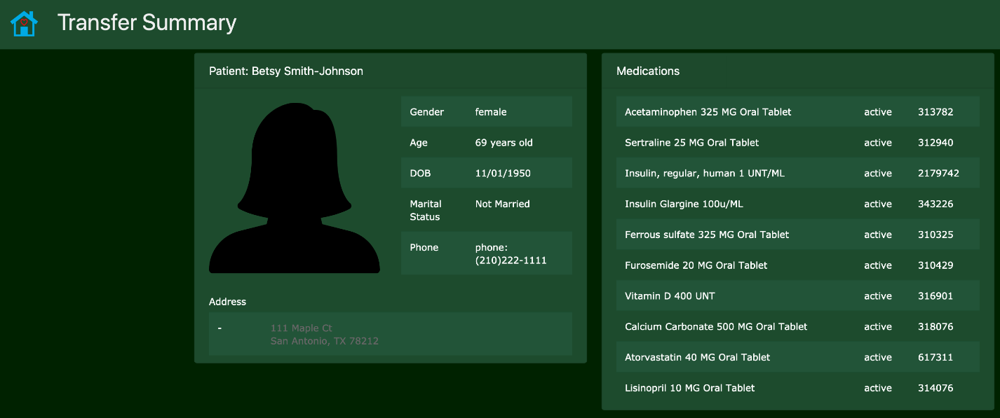 Transfer Summary
Patient: Betsy Smith-Johnson
Gender female
Age 69 years old
DOB 11/01/1950
Marital Status Not Married
Phone phone: (210)222-1111
Address
- 111 Maple Ct
San Antonio, TX 78212
Medications
Acetaminophen 325 MG Oral Tablet active 313782
Sertraline 25 MG Oral Tablet active 312940
Insulin, regular, human 1 UNT/ML active 2179742
Insulin Glargine 100u/ML active 343226
Ferrous sulfate 325 MG Oral Tablet active 310325
Furosemide 20 MG Oral Tablet active 310429
Vitamin D 400 UNT active 316901
Calcium Carbonate 500 MG Oral Tablet active 318076
Atorvastatin 40 MG Oral Tablet active 617311
Lisinopril 10 MG Oral Tablet active 314076